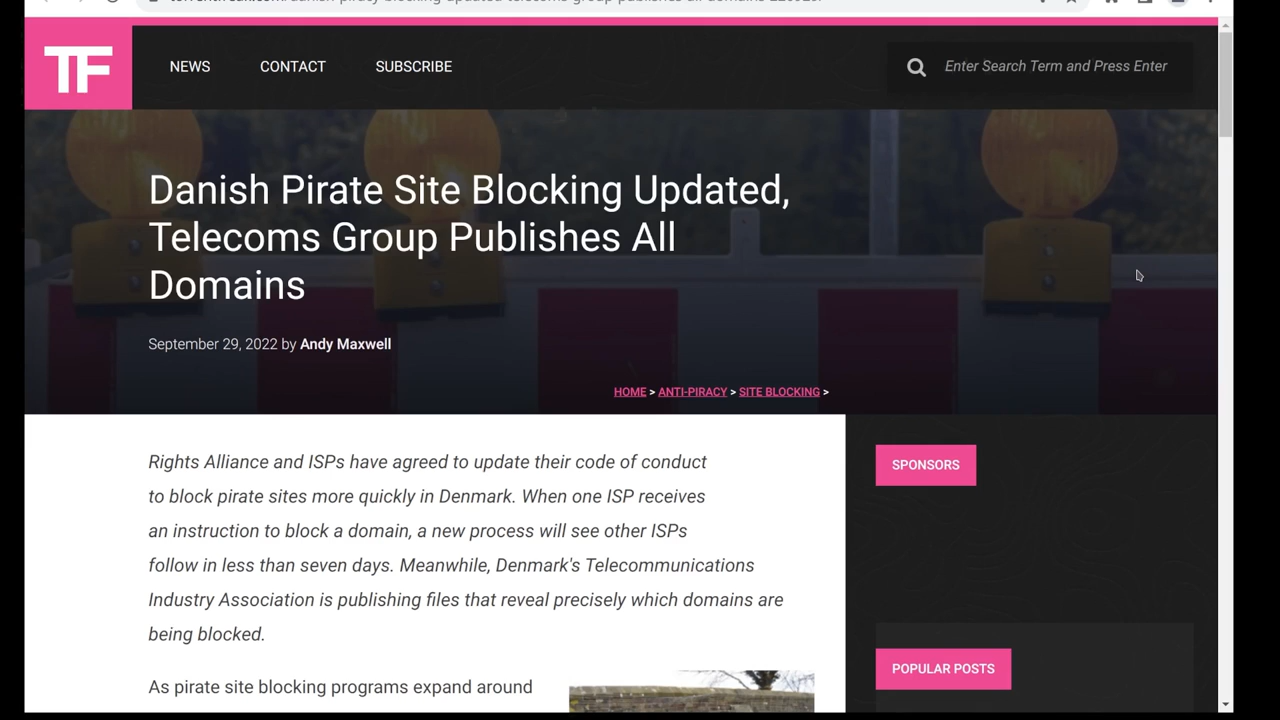 TF
NEWS
CONTACT
SUBSCRIBE
Enter Search Term and Press Enter
Danish Pirate Site Blocking Updated,
Telecoms Group Publishes All
Domains
September 29, 2022 by Andy Maxwell
HOME > ANTI-PIRACY > SITE BLOCKING >
Rights Alliance and ISPs have agreed to update their code of conduct
to block pirate sites more quickly in Denmark. When one ISP receives
an instruction to block a domain, a new process will see other ISPs
follow in less than seven days. Meanwhile, Denmark's Telecommunications
Industry Association is publishing files that reveal precisely which domains are
being blocked.
As pirate site blocking programs expand around
SPONSORS
POPULAR POSTS